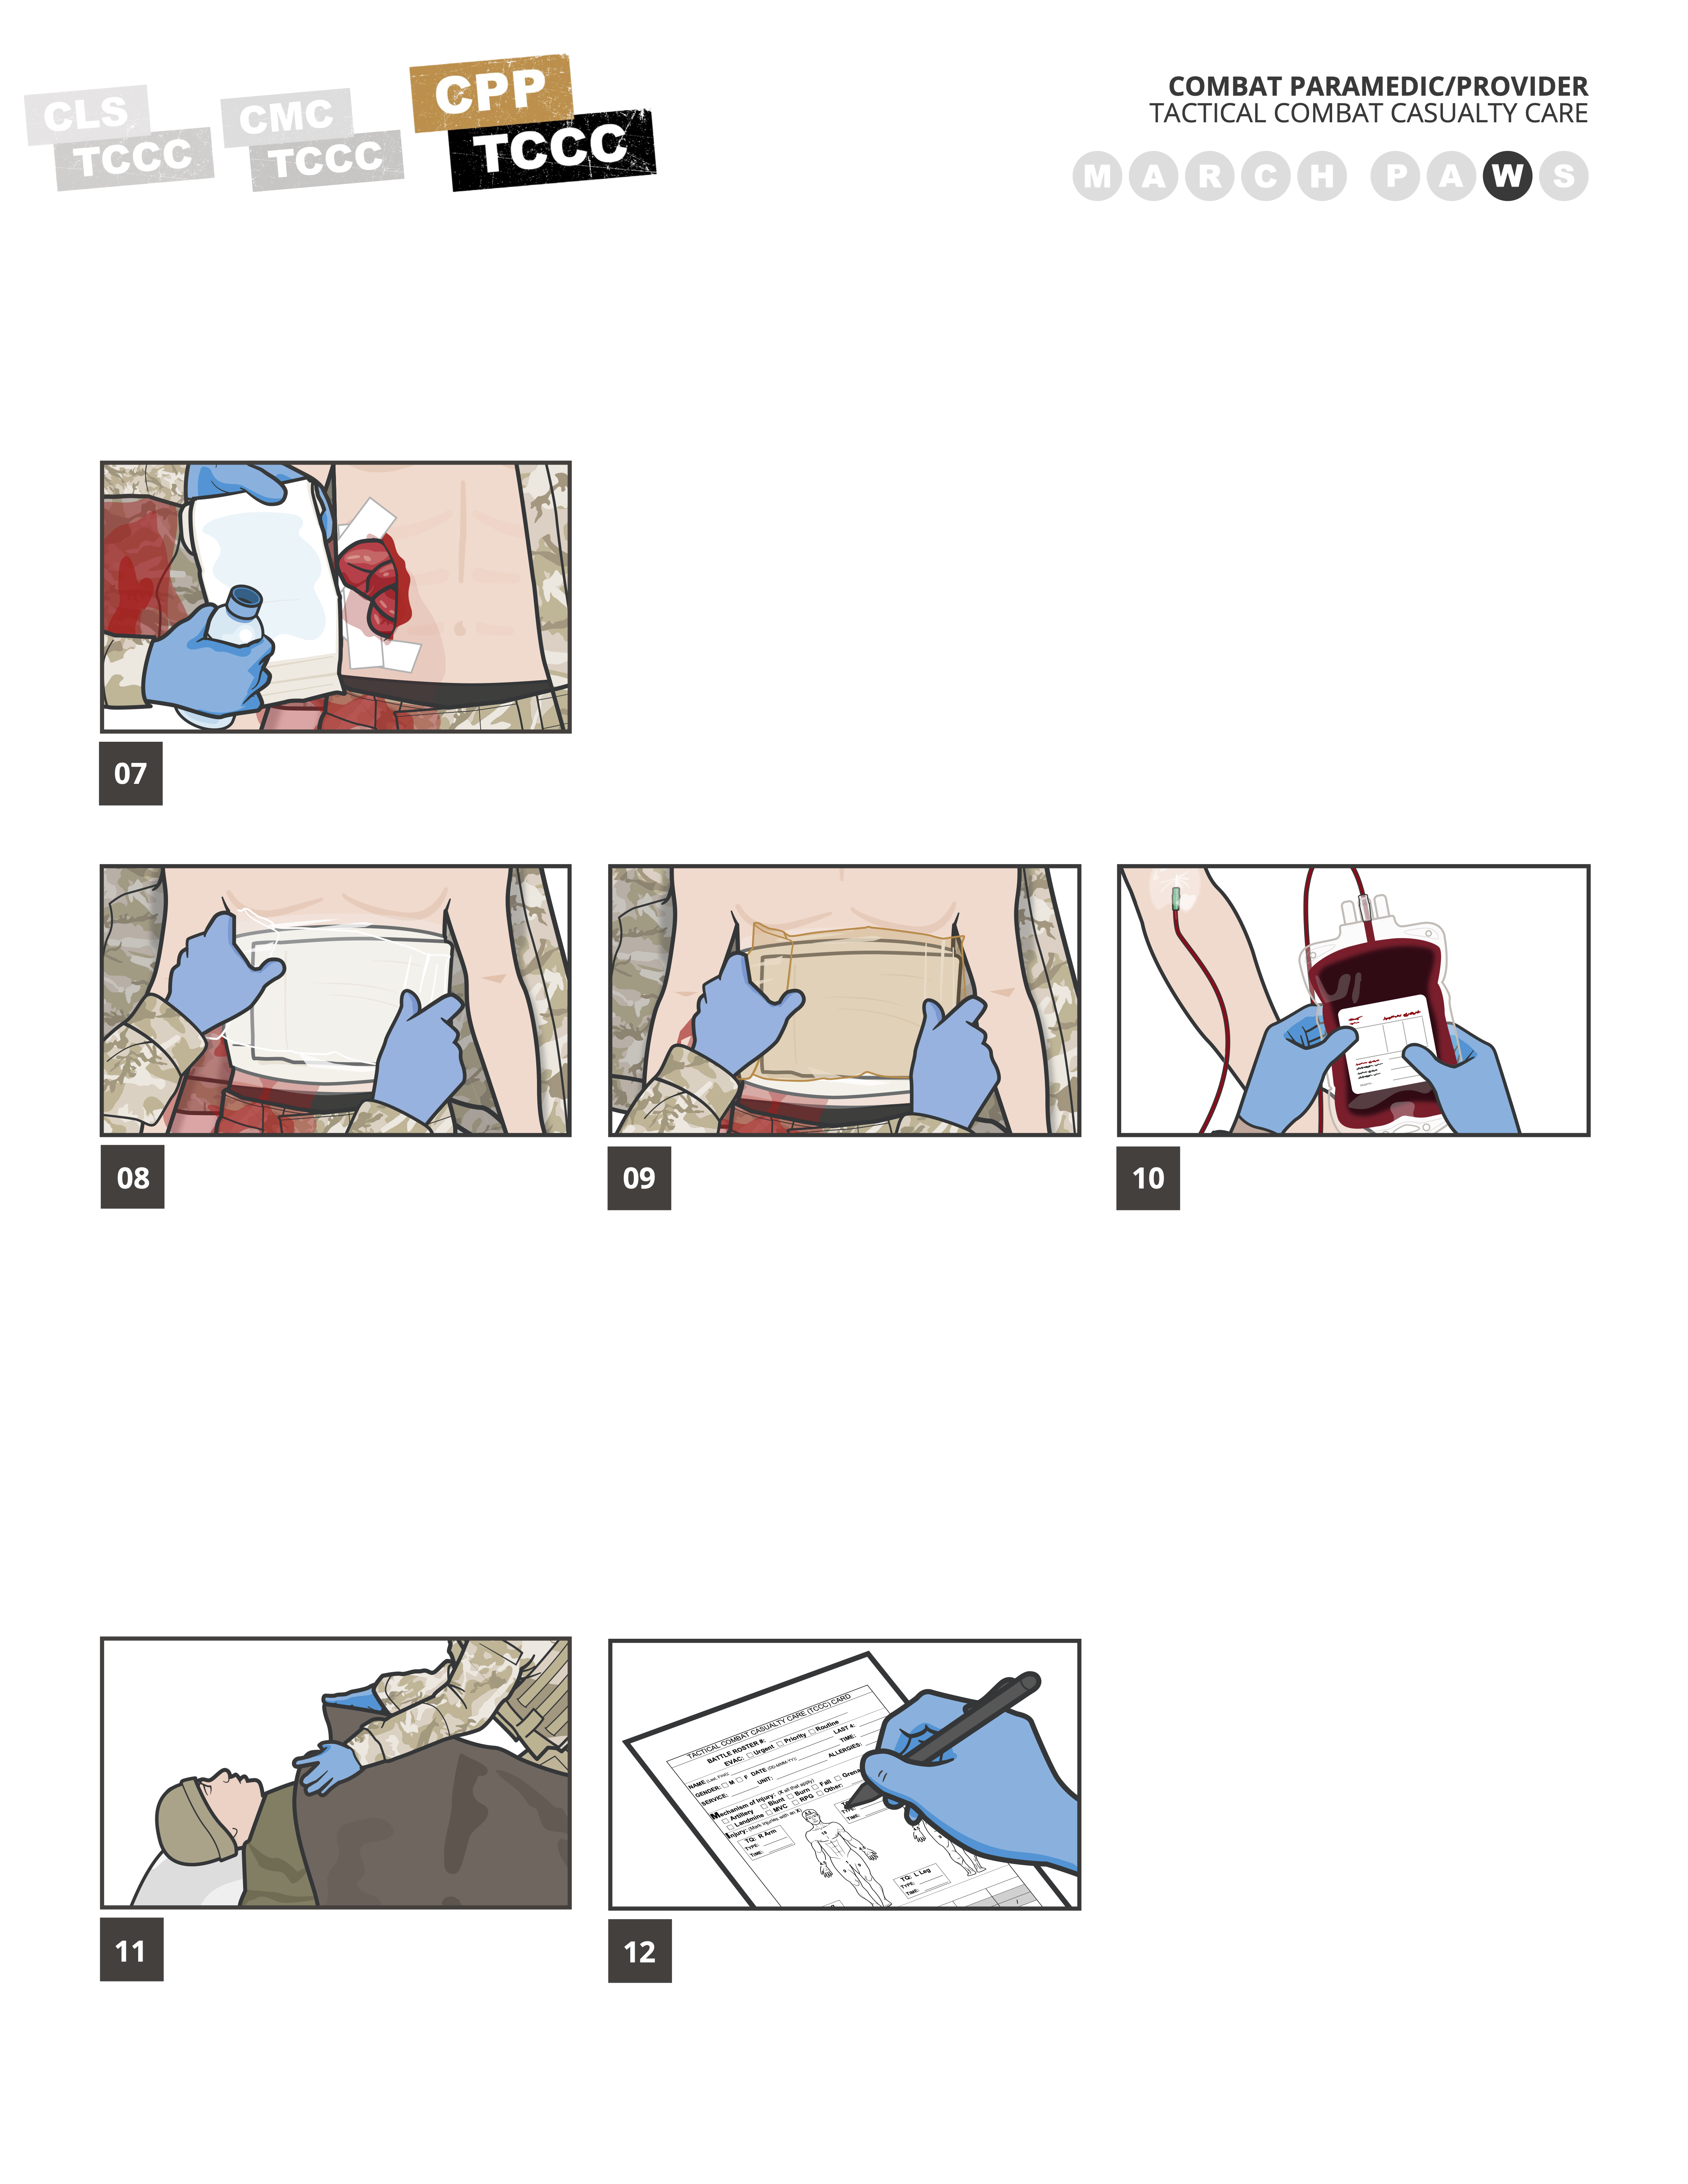 CLS
TCCC
CMC
TCCC
CPP
TCCC
COMBAT PARAMEDIC/PROVIDER
TACTICAL COMBAT CASUALTY CARE
M A R C H P A W S
07
08
09
10
11
12
TACTICAL COMBAT CASUALTY CARE (TCCC) CARD
BATTLE ROSTER #:
EVAC: Urgent Priority Routine
NAME (Last, First): LAST 4:
GENDER: M F DATE (DD-MMM-YY): TIME:
SERVICE: UNIT: ALLERGIES:
Mechanism of Injury: (X all that apply)
Artillery Blunt Burn Fall Grena
Landmine MVC RPG Other:
Injury: (Mark injuries with an X)
TQ: R Arm
TYPE:
TIME:
TYPE:
TIME:
TQ: L Leg
TYPE:
TIME: